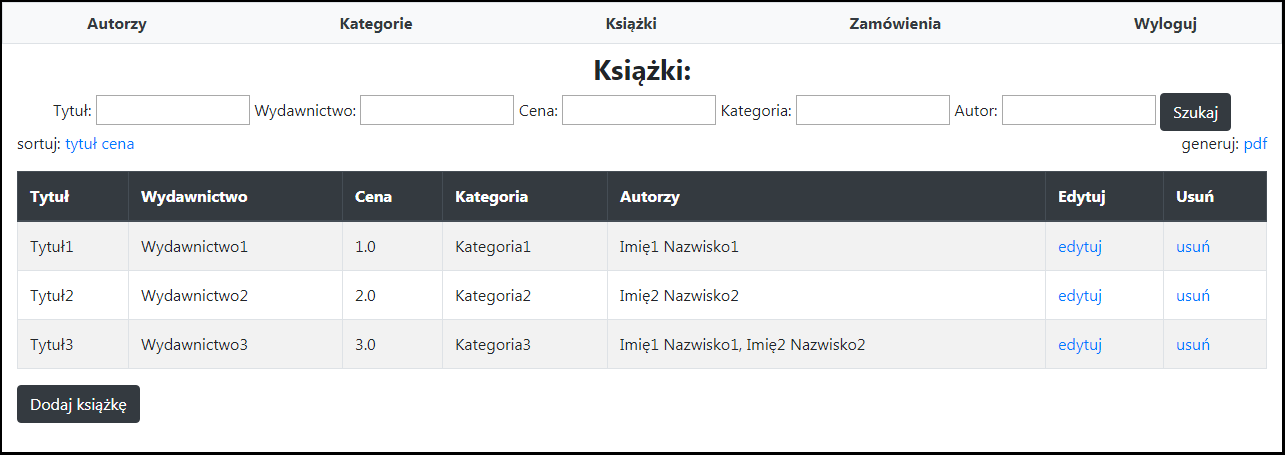 Autorzy Kategorie Książki Zamówienia Wyloguj
Książki:
Tytuł: Wydawnictwo: Cena: Kategoria: Autor: Szukaj
sortuj: tytuł cena generuj: pdf
Tytuł Wydawnictwo Cena Kategoria Autorzy Edytuj Usuń
Tytuł1 Wydawnictwo1 1.0 Kategoria1 Imię1 Nazwisko1 edytuj usuń
Tytuł2 Wydawnictwo2 2.0 Kategoria2 Imię2 Nazwisko2 edytuj usuń
Tytuł3 Wydawnictwo3 3.0 Kategoria3 Imię1 Nazwisko1, Imię2 Nazwisko2 edytuj usuń
Dodaj książkę